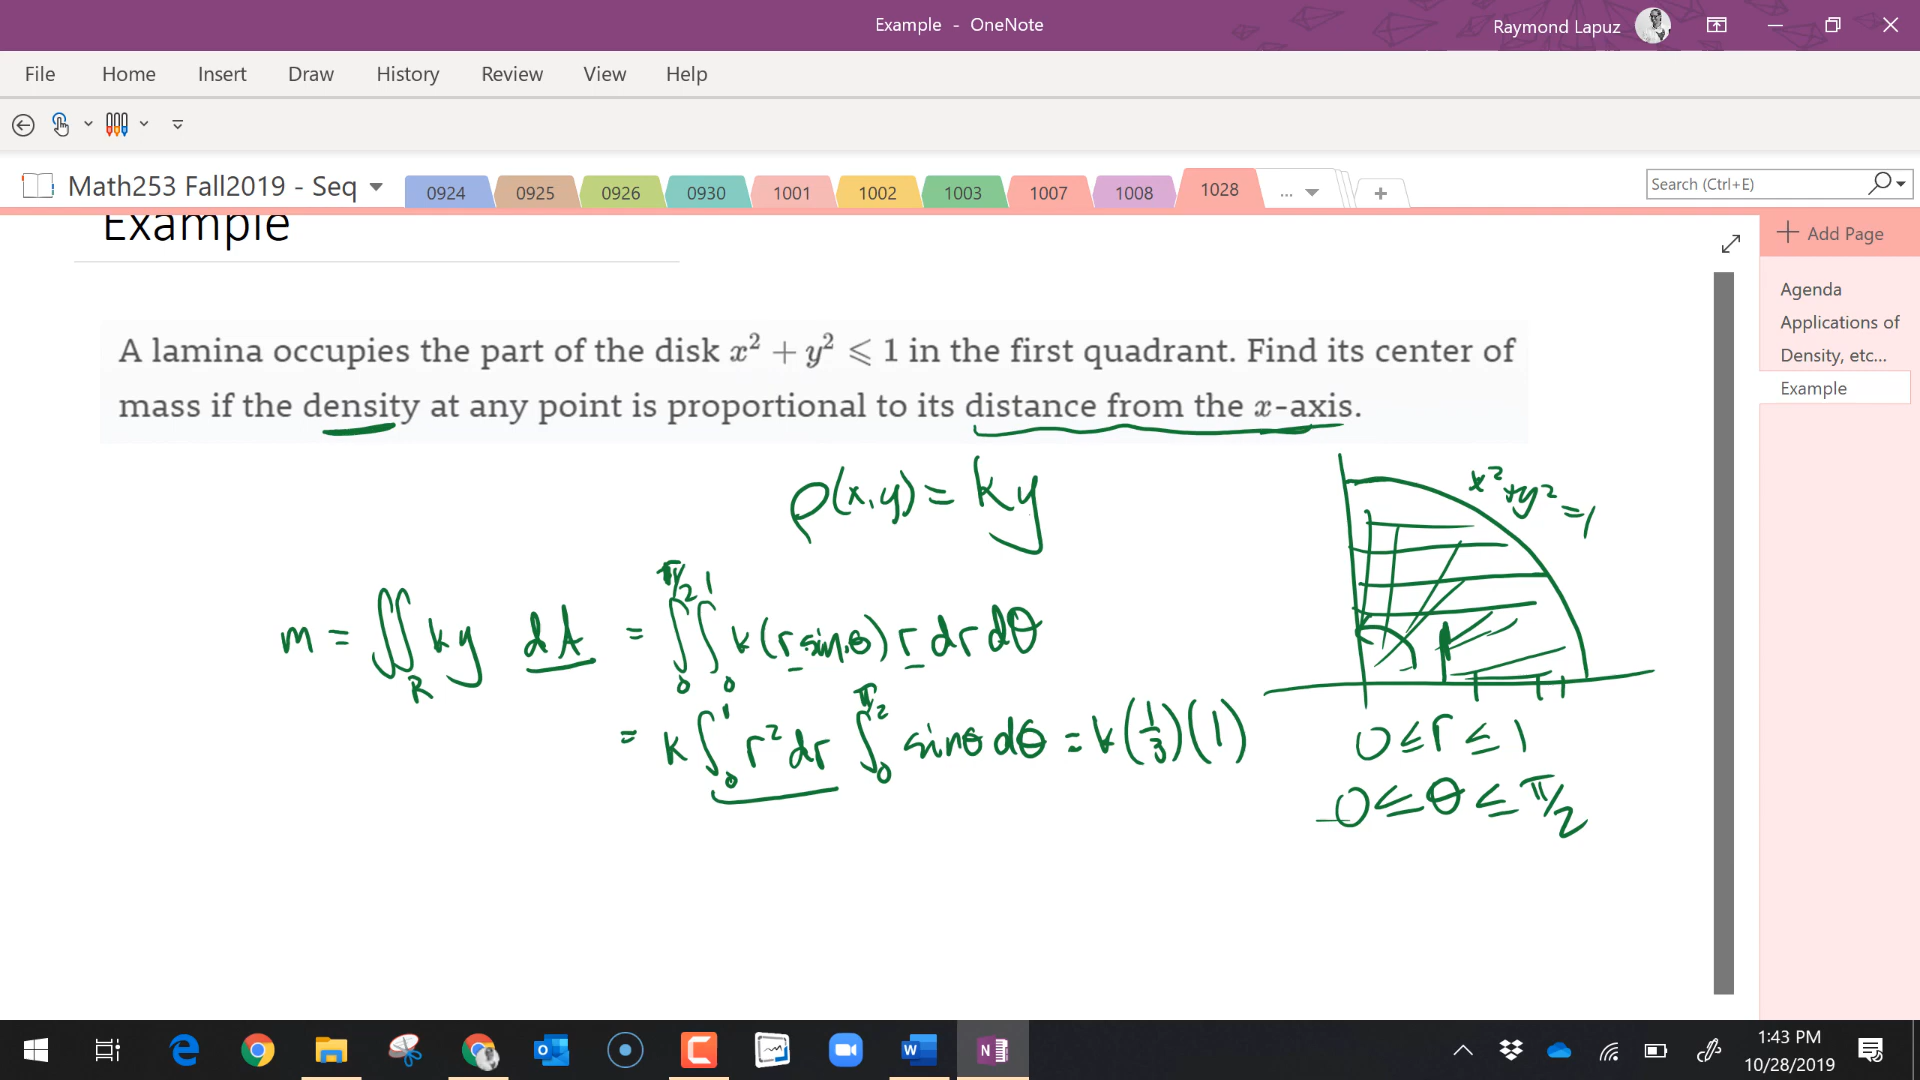 Example - OneNote
Raymond Lapuz
File Home Insert Draw History Review View Help
Math253 Fall2019 - Seq 0924 0925 0926 0930 1001 1002 1003 1007 1008 1028 ... +
Search (Ctrl+E)
Example
Add Page
Agenda
Applications of
Density, etc...
Example
A lamina occupies the part of the disk x² + y² ⩽ 1 in the first quadrant. Find its center of
mass if the density at any point is proportional to its distance from the x-axis.
ρ(x,y) = ky
x² + y² = 1
m = ∬_R ky dA = ∫_0^{π/2} ∫_0^1 k(r sin θ) r dr dθ
= k ∫_0^1 r² dr ∫_0^{π/2} sinθ dθ = k(1/3)(1)
0 ≤ r ≤ 1
0 ≤ θ ≤ π/2
1:43 PM
10/28/2019